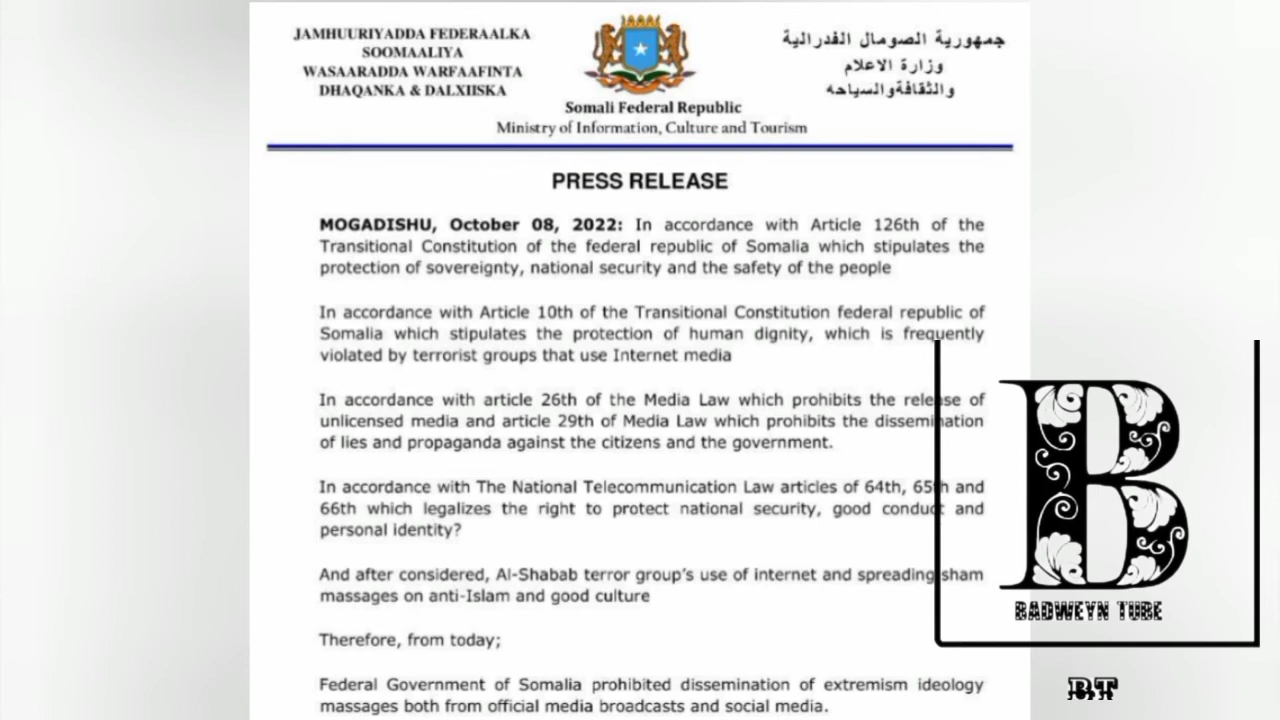 JAMHUURIYADDA FEDERAALKA
SOOMAALIYA
WASAARADDA WARFAAFINTA
DHAQANKA & DALXIISKA
جمهورية الصومال الفدرالية
وزارة الاعلام
والثقافةوالسياحه
Somali Federal Republic
Ministry of Information, Culture and Tourism
PRESS RELEASE
MOGADISHU, October 08, 2022: In accordance with Article 126th of the
Transitional Constitution of the federal republic of Somalia which stipulates the
protection of sovereignty, national security and the safety of the people
In accordance with Article 10th of the Transitional Constitution federal republic of
Somalia which stipulates the protection of human dignity, which is frequently
violated by terrorist groups that use Internet media
In accordance with article 26th of the Media Law which prohibits the release of
unlicensed media and article 29th of Media Law which prohibits the dissemination
of lies and propaganda against the citizens and the government.
In accordance with The National Telecommunication Law articles of 64th, 65th and
66th which legalizes the right to protect national security, good conduct and
personal identity?
And after considered, Al-Shabab terror group's use of internet and spreading sham
massages on anti-Islam and good culture
Therefore, from today;
Federal Government of Somalia prohibited dissemination of extremism ideology
massages both from official media broadcasts and social media.
B
BADWEYN TUBE
BT